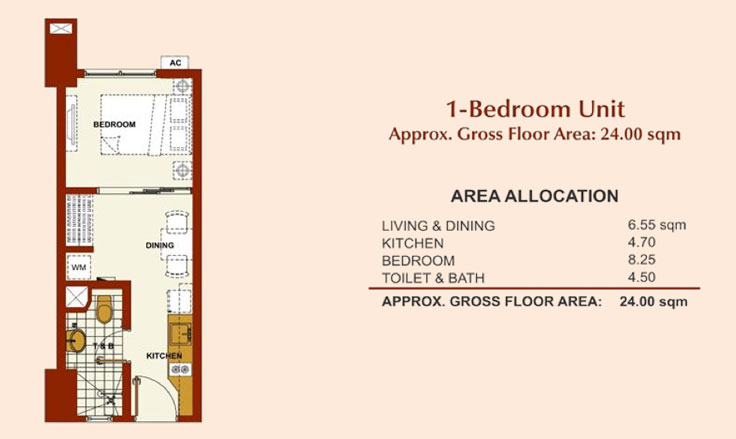 AC
BEDROOM
DINING
WM
T & B
KITCHEN
1-Bedroom Unit
Approx. Gross Floor Area: 24.00 sqm
AREA ALLOCATION
LIVING & DINING 6.55 sqm
KITCHEN 4.70
BEDROOM 8.25
TOILET & BATH 4.50
APPROX. GROSS FLOOR AREA: 24.00 sqm